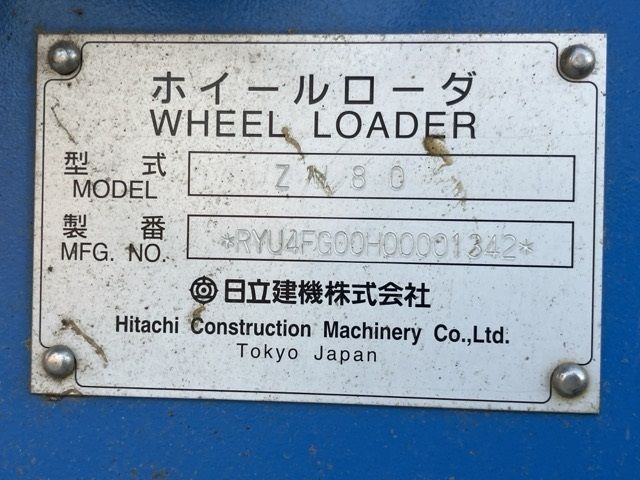 ホイールローダ
WHEEL LOADER
型式 ZW80
MODEL
製番 *RYU4FG00H00001342*
MFG. NO.
日立建機株式会社
Hitachi Construction Machinery Co.,Ltd.
Tokyo Japan